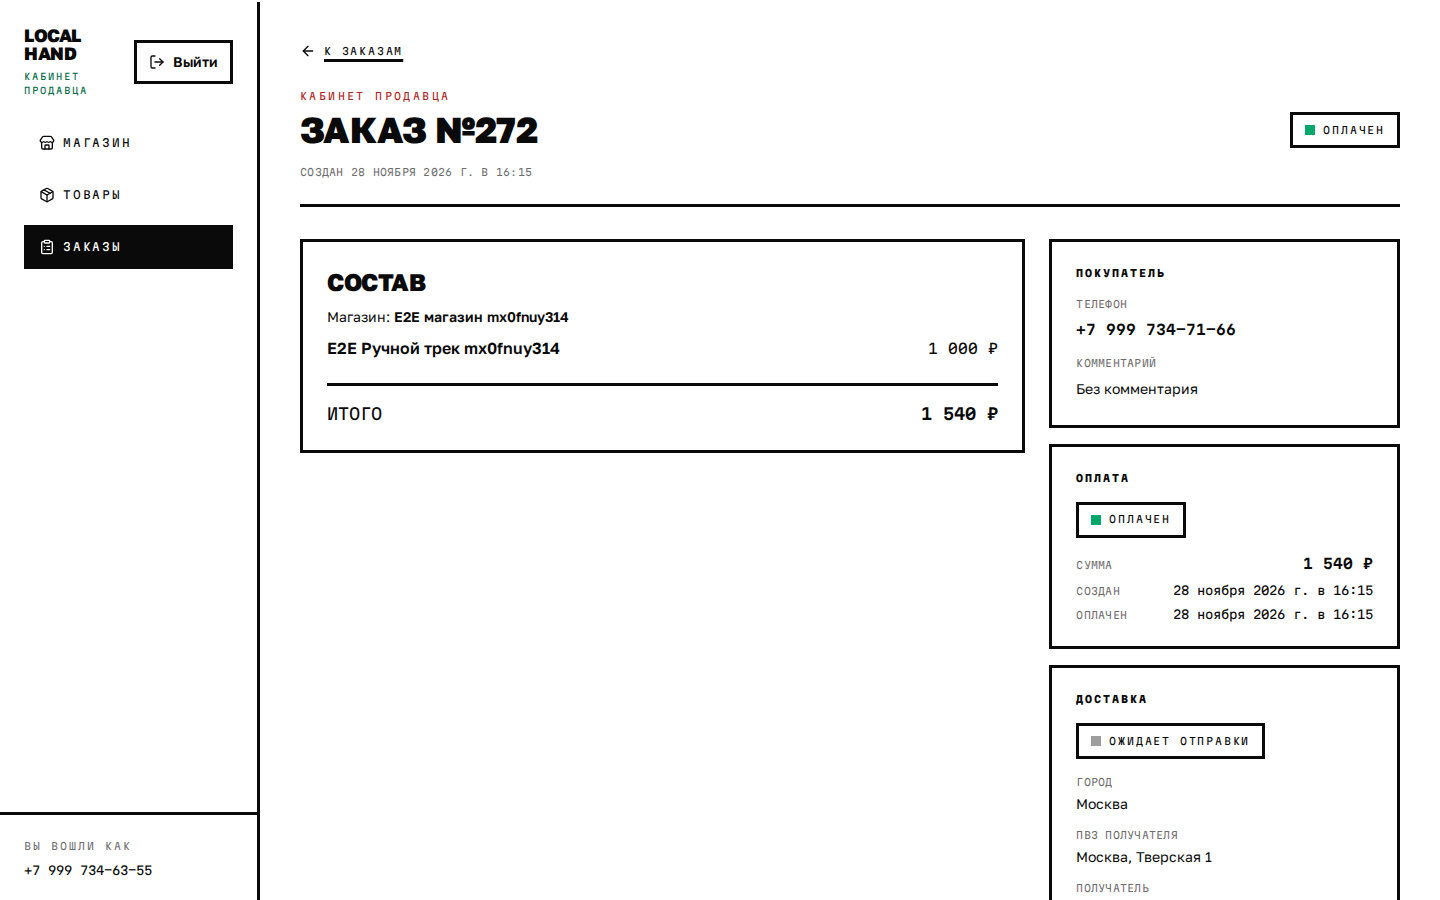 LOCAL
HAND
КАБИНЕТ
ПРОДАВЦА
Выйти
МАГАЗИН
ТОВАРЫ
ЗАКАЗЫ
ВЫ ВОШЛИ КАК
+7 999 734-63-55
К ЗАКАЗАМ
КАБИНЕТ ПРОДАВЦА
ЗАКАЗ №272
СОЗДАН 28 НОЯБРЯ 2026 Г. В 16:15
ОПЛАЧЕН
СОСТАВ
Магазин: E2E магазин mx0fnuy314
E2E Ручной трек mx0fnuy314 1 000 ₽
ИТОГО 1 540 ₽
ПОКУПАТЕЛЬ
ТЕЛЕФОН
+7 999 734-71-66
КОММЕНТАРИЙ
Без комментария
ОПЛАТА
ОПЛАЧЕН
СУММА 1 540 ₽
СОЗДАН 28 ноября 2026 г. в 16:15
ОПЛАЧЕН 28 ноября 2026 г. в 16:15
ДОСТАВКА
ОЖИДАЕТ ОТПРАВКИ
ГОРОД
Москва
ПВЗ ПОЛУЧАТЕЛЯ
Москва, Тверская 1
ПОЛУЧАТЕЛЬ